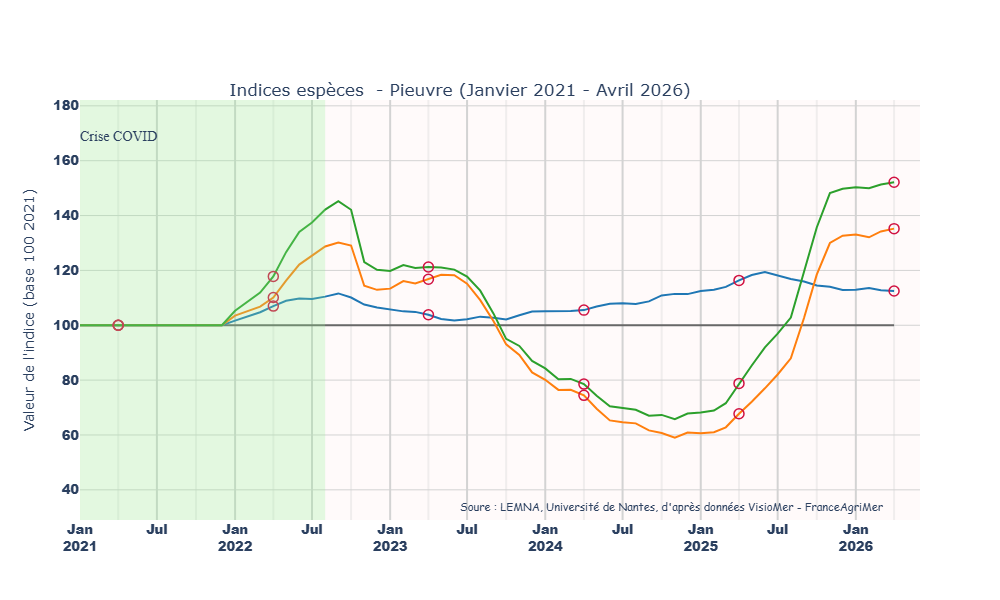 Indices espèces - Pieuvre (Janvier 2021 - Avril 2026)
Valeur de l'Indice (base 100 2021)
180
160
140
120
100
80
60
40
Crise COVID
Soure : LEMNA, Université de Nantes, d'après données VisioMer - FranceAgriMer
Jan Jul Jan Jul Jan Jul Jan Jul Jan Jul Jan
2021 2022 2023 2024 2025 2026